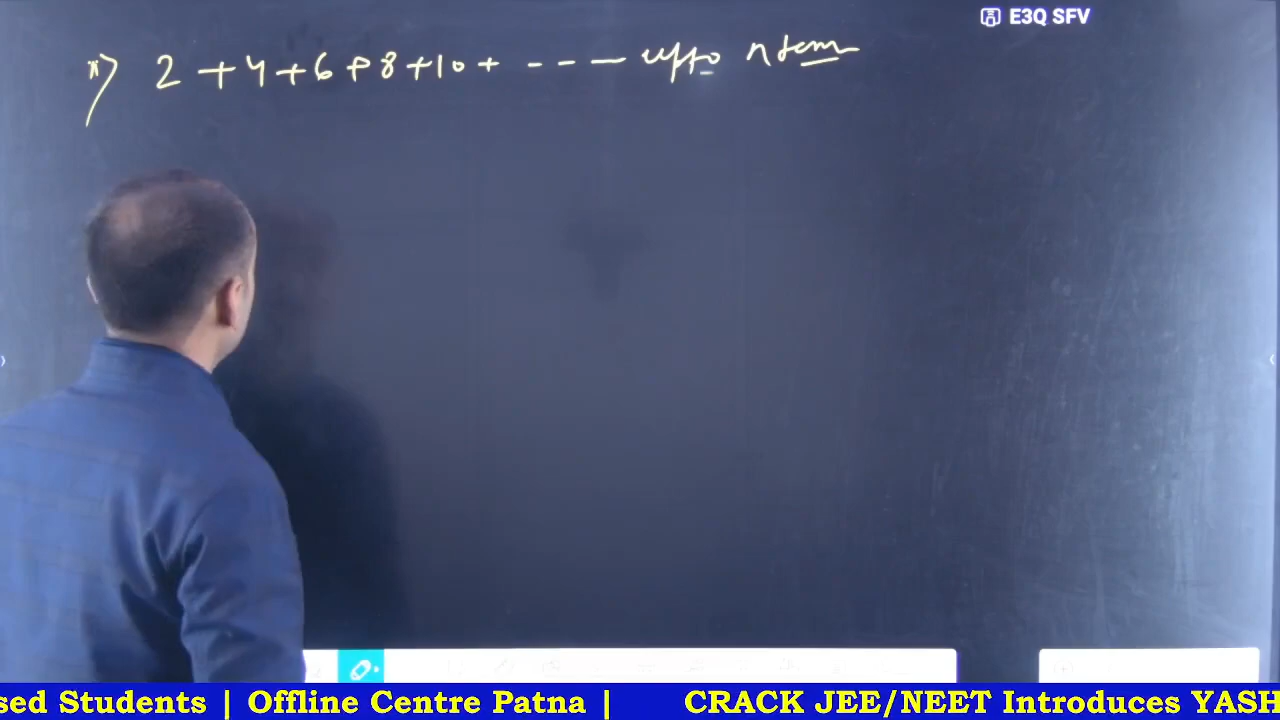 E3Q SFV
*) 2 + 4 + 6 + 8 + 10 + - - - - upto n term
sed Students | Offline Centre Patna | CRACK JEE/NEET Introduces YASH